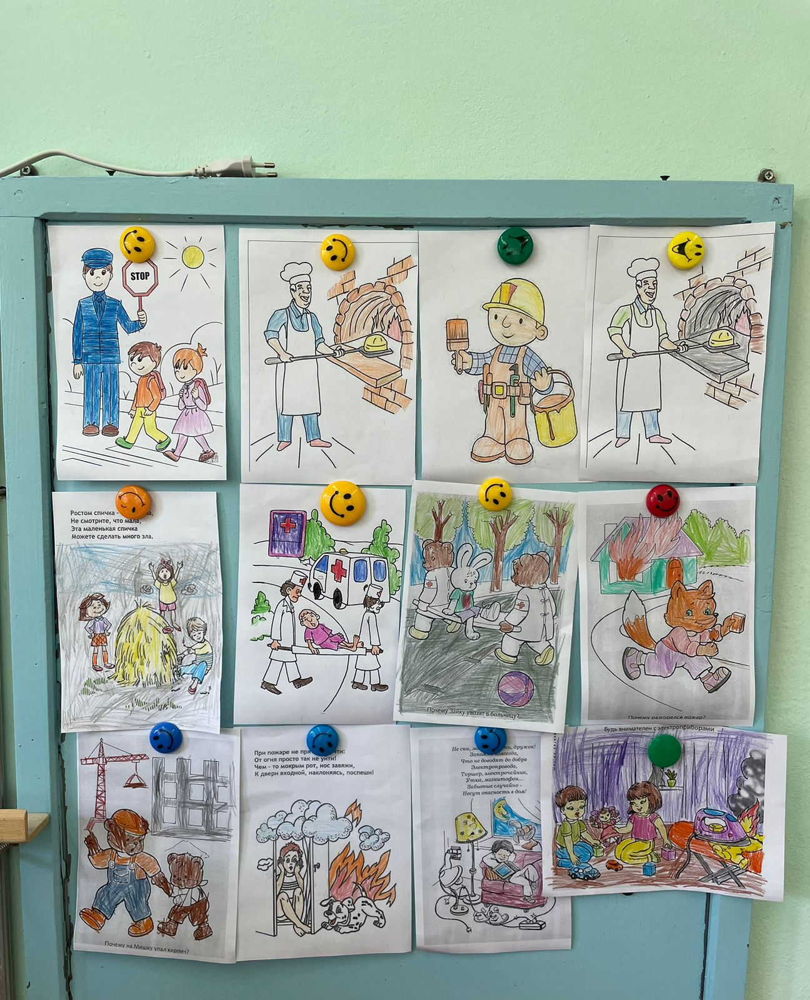 STOP
Ростом спичка -
Не смотрите, что мала,
Эта маленькая спичка
Можете сделать много зла.
Почему Зайку увозят в больницу?
Почему разгорелся пожар?
Почему на Мишку упал кирпич?
При пожаре не
От огня просто так не уйти!
Чем - то мокрым рот, нос завяжи,
К двери входной, наклоняясь, поспеши!
Не спи, дружок!
навсегда,
Что не доводят до добра
Электропровода,
Торшер, электрочайник,
Утюг, магнитофон...
Забытые случайно -
Несут опасность в дом!
Будь внимателен с электроприборами